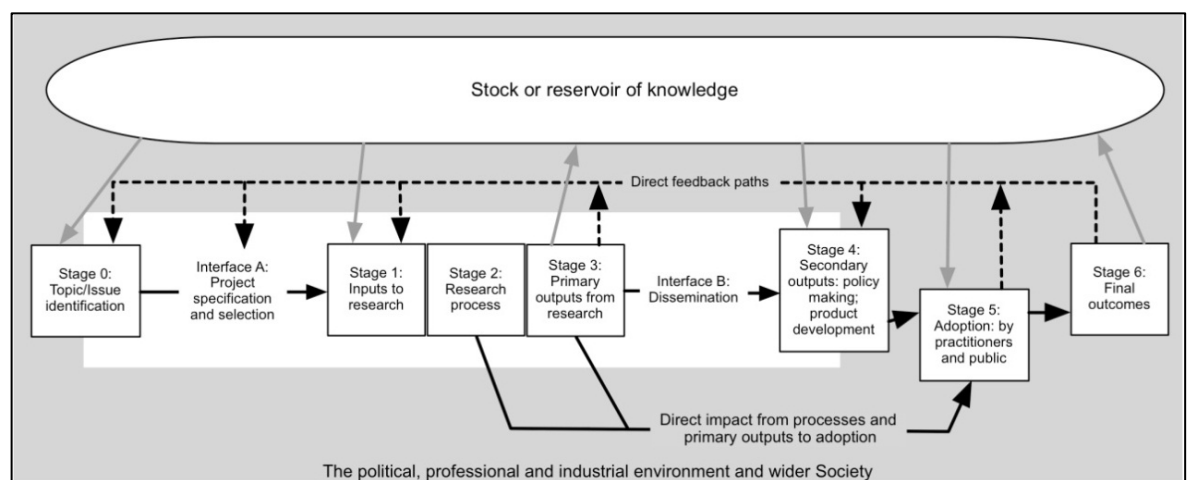 Stock or reservoir of knowledge
Direct feedback paths
Stage 0:
Topic/Issue
identification
Interface A:
Project
specification
and selection
Stage 1:
Inputs to
research
Stage 2:
Research
process
Stage 3:
Primary
outputs from
research
Interface B:
Dissemination
Stage 4:
Secondary
outputs: policy
making;
product
development
Stage 5:
Adoption: by
practitioners
and public
Stage 6:
Final
outcomes
Direct impact from processes and
primary outputs to adoption
The political, professional and industrial environment and wider Society